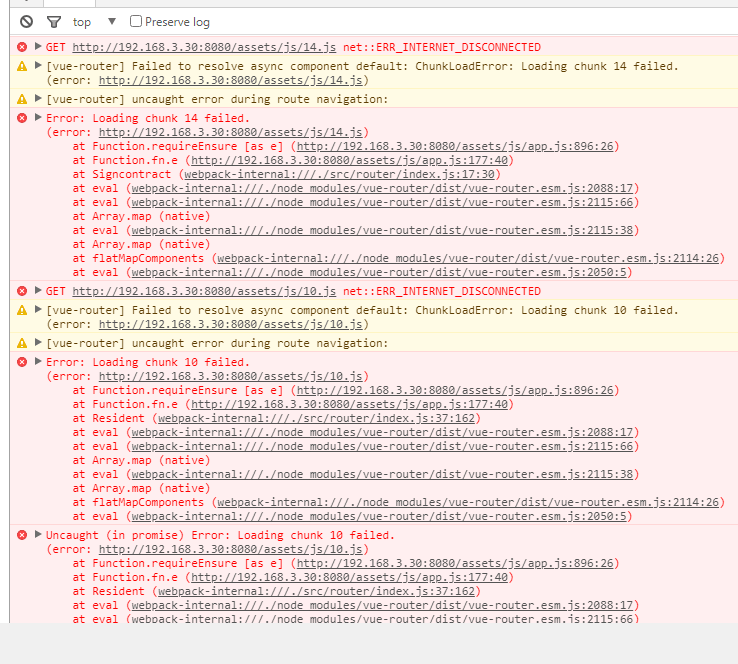 top ▼ Preserve log
GET http://192.168.3.30:8080/assets/js/14.js net::ERR_INTERNET_DISCONNECTED
[vue-router] Failed to resolve async component default: ChunkLoadError: Loading chunk 14 failed.
(error: http://192.168.3.30:8080/assets/js/14.js)
[vue-router] uncaught error during route navigation:
Error: Loading chunk 14 failed.
(error: http://192.168.3.30:8080/assets/js/14.js)
at Function.requireEnsure [as e] (http://192.168.3.30:8080/assets/js/app.js:896:26)
at Function.fn.e (http://192.168.3.30:8080/assets/js/app.js:177:40)
at Signcontract (webpack-internal:///./src/router/index.js:17:30)
at eval (webpack-internal:///./node_modules/vue-router/dist/vue-router.esm.js:2088:17)
at eval (webpack-internal:///./node_modules/vue-router/dist/vue-router.esm.js:2115:66)
at Array.map (native)
at eval (webpack-internal:///./node_modules/vue-router/dist/vue-router.esm.js:2115:38)
at Array.map (native)
at flatMapComponents (webpack-internal:///./node_modules/vue-router/dist/vue-router.esm.js:2114:26)
at eval (webpack-internal:///./node_modules/vue-router/dist/vue-router.esm.js:2050:5)
GET http://192.168.3.30:8080/assets/js/10.js net::ERR_INTERNET_DISCONNECTED
[vue-router] Failed to resolve async component default: ChunkLoadError: Loading chunk 10 failed.
(error: http://192.168.3.30:8080/assets/js/10.js)
[vue-router] uncaught error during route navigation:
Error: Loading chunk 10 failed.
(error: http://192.168.3.30:8080/assets/js/10.js)
at Function.requireEnsure [as e] (http://192.168.3.30:8080/assets/js/app.js:896:26)
at Function.fn.e (http://192.168.3.30:8080/assets/js/app.js:177:40)
at Resident (webpack-internal:///./src/router/index.js:37:162)
at eval (webpack-internal:///./node_modules/vue-router/dist/vue-router.esm.js:2088:17)
at eval (webpack-internal:///./node_modules/vue-router/dist/vue-router.esm.js:2115:66)
at Array.map (native)
at eval (webpack-internal:///./node_modules/vue-router/dist/vue-router.esm.js:2115:38)
at Array.map (native)
at flatMapComponents (webpack-internal:///./node_modules/vue-router/dist/vue-router.esm.js:2114:26)
at eval (webpack-internal:///./node_modules/vue-router/dist/vue-router.esm.js:2050:5)
Uncaught (in promise) Error: Loading chunk 10 failed.
(error: http://192.168.3.30:8080/assets/js/10.js)
at Function.requireEnsure [as e] (http://192.168.3.30:8080/assets/js/app.js:896:26)
at Function.fn.e (http://192.168.3.30:8080/assets/js/app.js:177:40)
at Resident (webpack-internal:///./src/router/index.js:37:162)
at eval (webpack-internal:///./node_modules/vue-router/dist/vue-router.esm.js:2088:17)
at eval (webpack-internal:///./node_modules/vue-router/dist/vue-router.esm.js:2115:66)